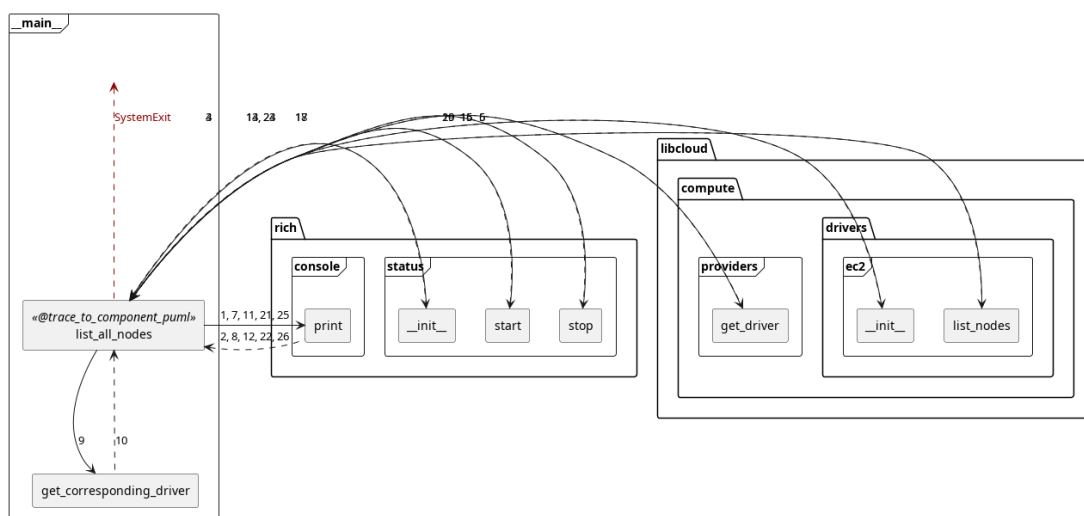 __main__
SystemExit
libcloud
compute
rich
drivers
console
status
providers
ec2
«@trace_to_component_puml»
list_all_nodes
1, 7, 11, 21, 25
2, 8, 12, 22, 26
print
__init__
start
stop
get_driver
__init__
list_nodes
9
10
get_corresponding_driver